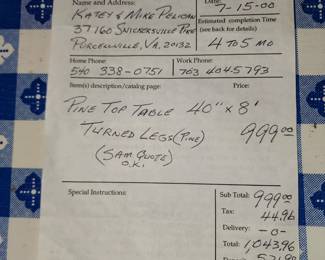 Name and Address:
Date:
KATEY & MIKE PELICAN
7-15-00
37160 SNICKERSVILLE PIKE
Estimated completion Time
(see back for details)
PURCELLVILLE, VA. 20132
4 TO 5 MO
Home Phone:
Work Phone:
540 338-0751
703 404-5793
Item(s) description/catalog page:
Price:
PINE TOP TABLE 40" x 8'
TURNED LEGS (PINE)
999.00
(SAM QUOTE)
O.K.
Special Instructions:
Sub Total: 999.00
Tax: 44.96
Delivery: -0-
Total: 1,043.96